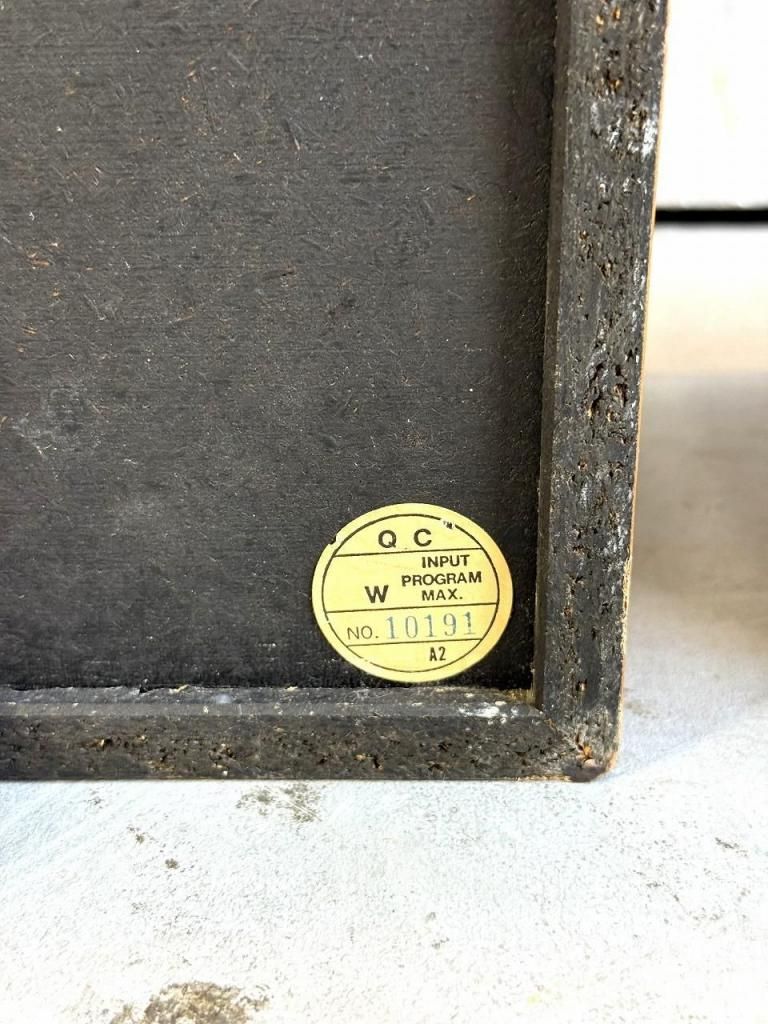 Q C
INPUT
W PROGRAM
MAX.
NO. 10191
A2